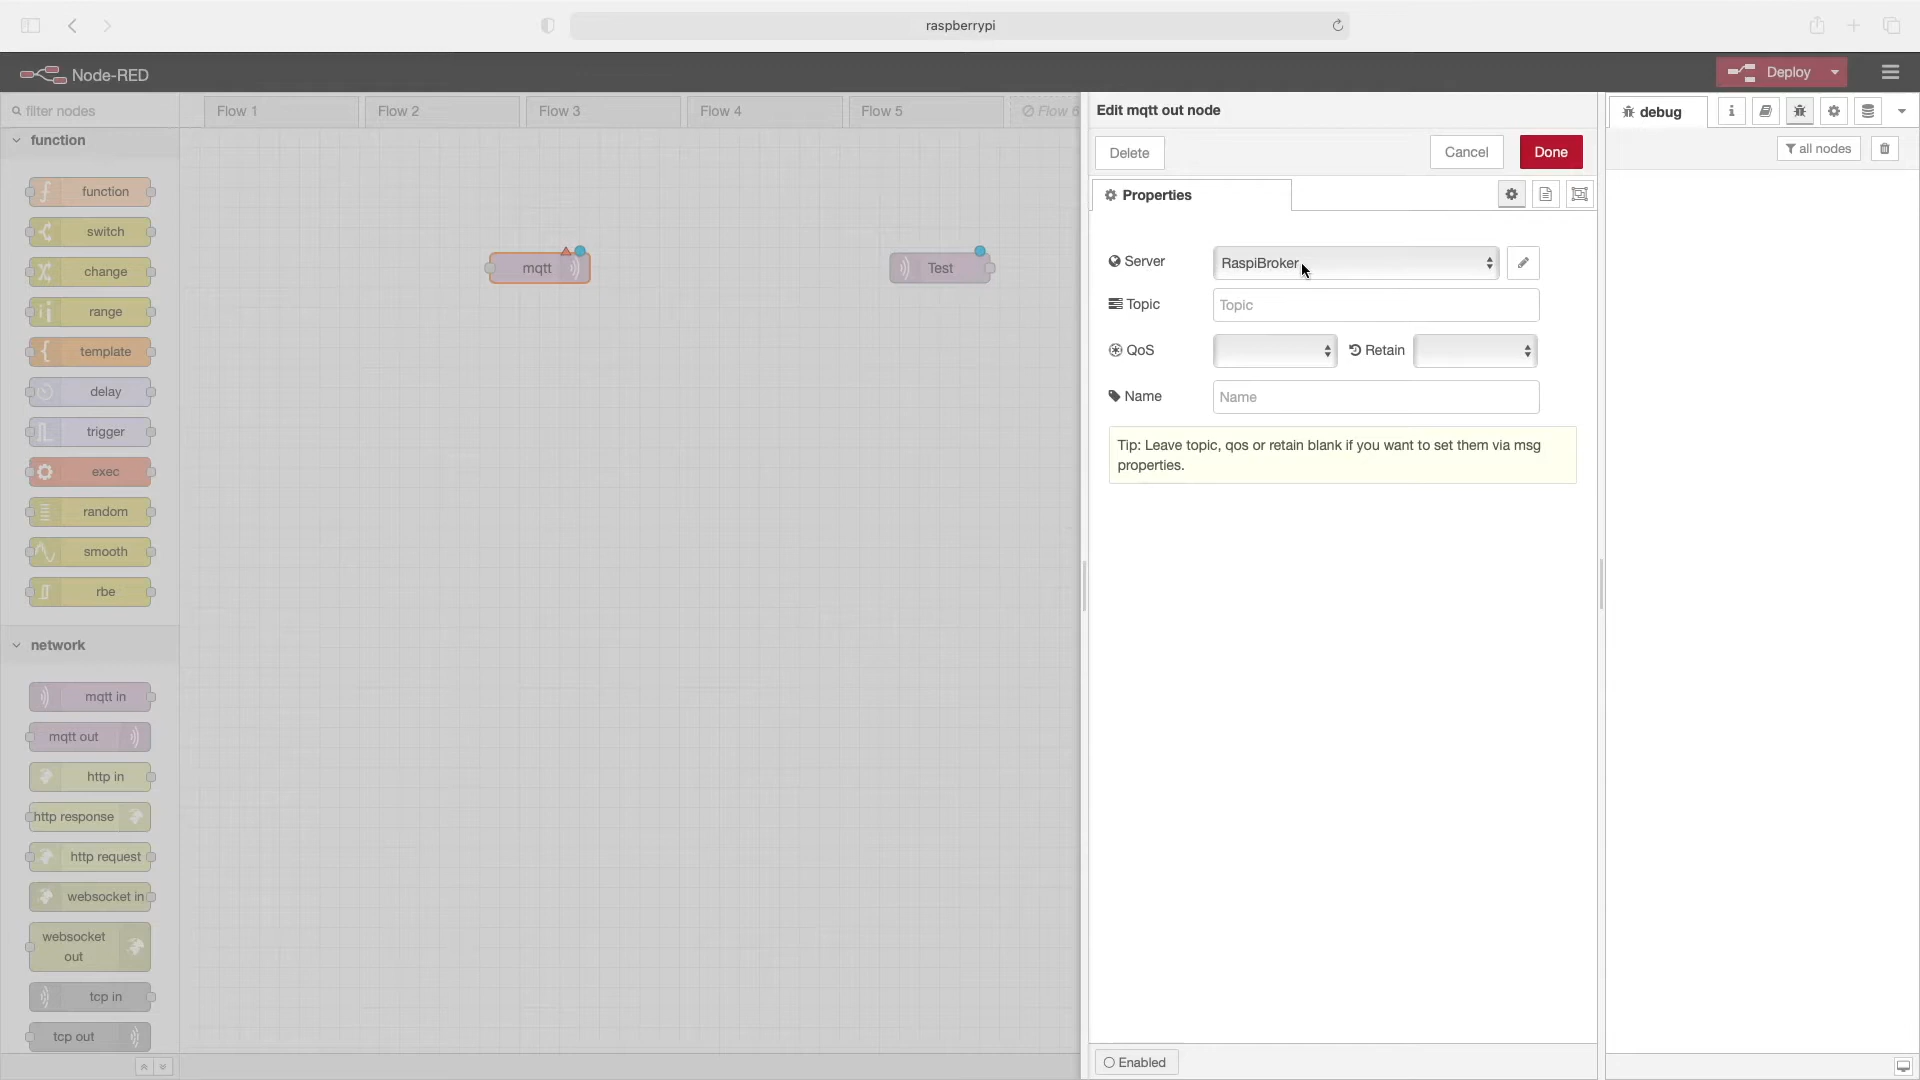 raspberrypi
Node-RED
Deploy
filter nodes
Flow 1
Flow 2
Flow 3
Flow 4
Flow 5
Flow 6
function
function
switch
change
range
template
delay
trigger
exec
random
smooth
rbe
network
mqtt in
mqtt out
http in
http response
http request
websocket in
websocket
out
tcp in
tcp out
mqtt
Test
Edit mqtt out node
Delete
Cancel
Done
Properties
Server
RaspiBroker
Topic
Topic
QoS
Retain
Name
Name
Tip: Leave topic, qos or retain blank if you want to set them via msg
properties.
Enabled
debug
i
all nodes